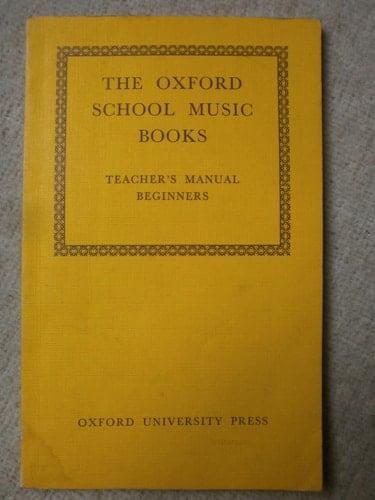 THE OXFORD
SCHOOL MUSIC
BOOKS
TEACHER'S MANUAL
BEGINNERS
OXFORD UNIVERSITY PRESS